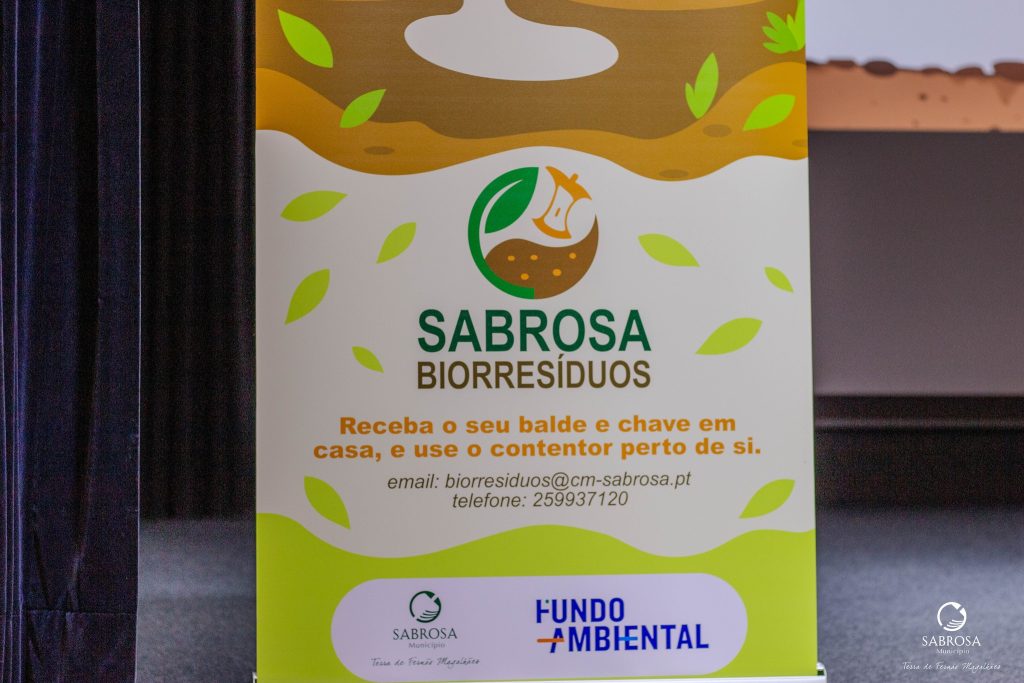 SABROSA
BIORRESÍDUOS
Receba o seu balde e chave em
casa, e use o contentor perto de si.
email: biorresiduos@cm-sabrosa.pt
telefone: 259937120
SABROSA
Município
Terra de Fernão Magalhães
FUNDO
AMBIENTAL
SABROSA
Município
Terra de Fernão Magalhães